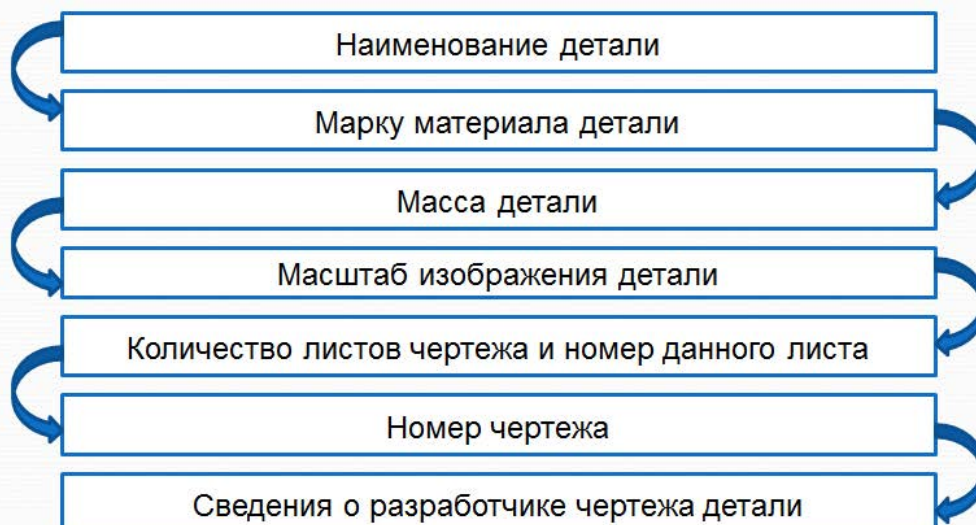 Наименование детали
Марку материала детали
Масса детали
Масштаб изображения детали
Количество листов чертежа и номер данного листа
Номер чертежа
Сведения о разработчике чертежа детали